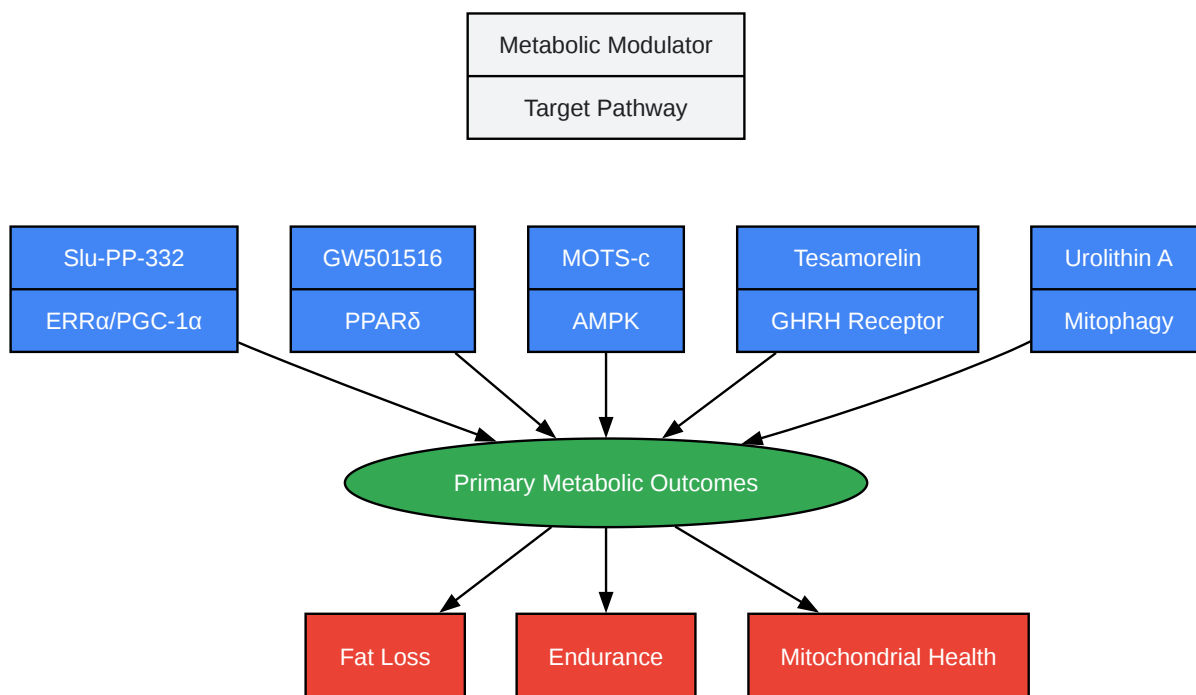 Metabolic Modulator
Target Pathway
Slu-PP-332
GW501516
MOTS-c
Tesamorelin
Urolithin A
ERRα/PGC-1α
PPARδ
AMPK
GHRH Receptor
Mitophagy
Primary Metabolic Outcomes
Fat Loss
Endurance
Mitochondrial Health